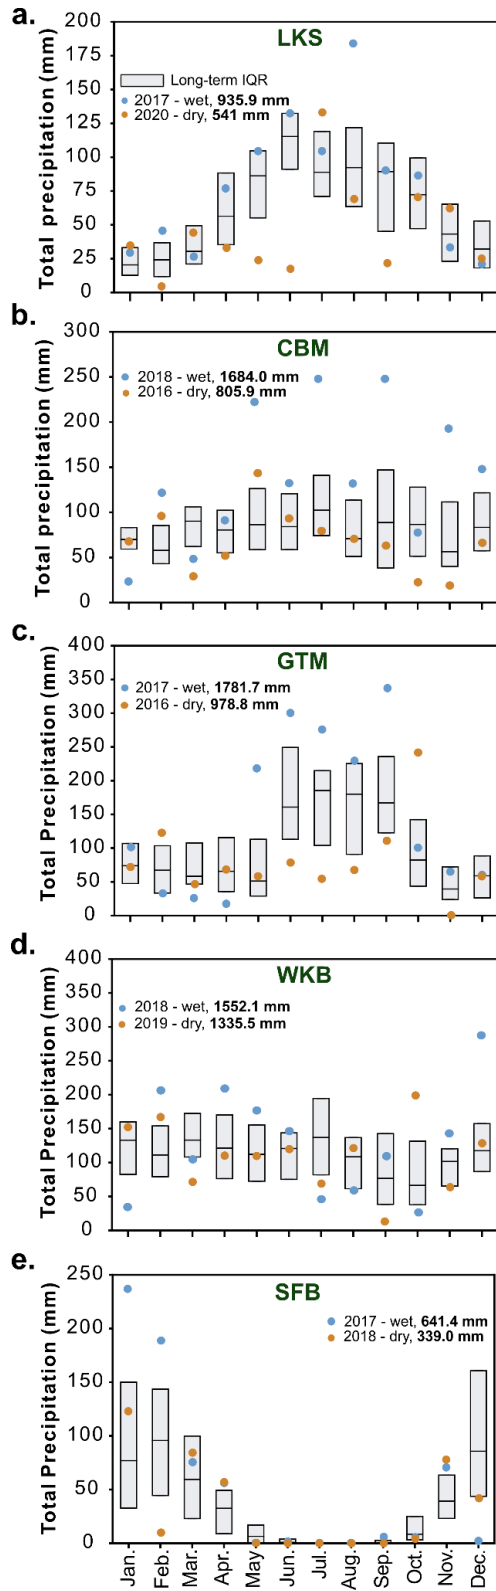 a.
LKS
Total precipitation (mm)
200
175
150
125
100
75
50
25
0
Long-term IQR
2017 - wet, 935.9 mm
2020 - dry, 541 mm
b.
CBM
Total precipitation (mm)
300
250
200
150
100
50
0
2018 - wet, 1684.0 mm
2016 - dry, 805.9 mm
c.
GTM
Total Precipitation (mm)
400
350
300
250
200
150
100
50
0
2017 - wet, 1781.7 mm
2016 - dry, 978.8 mm
d.
WKB
Total Precipitation (mm)
400
350
300
250
200
150
100
50
0
2018 - wet, 1552.1 mm
2019 - dry, 1335.5 mm
e.
SFB
Total Precipitation (mm)
250
200
150
100
50
0
2017 - wet, 641.4 mm
2018 - dry, 339.0 mm
Jan.
Feb.
Mar.
Apr.
May
Jun.
Jul.
Aug.
Sep.
Oct.
Nov.
Dec.